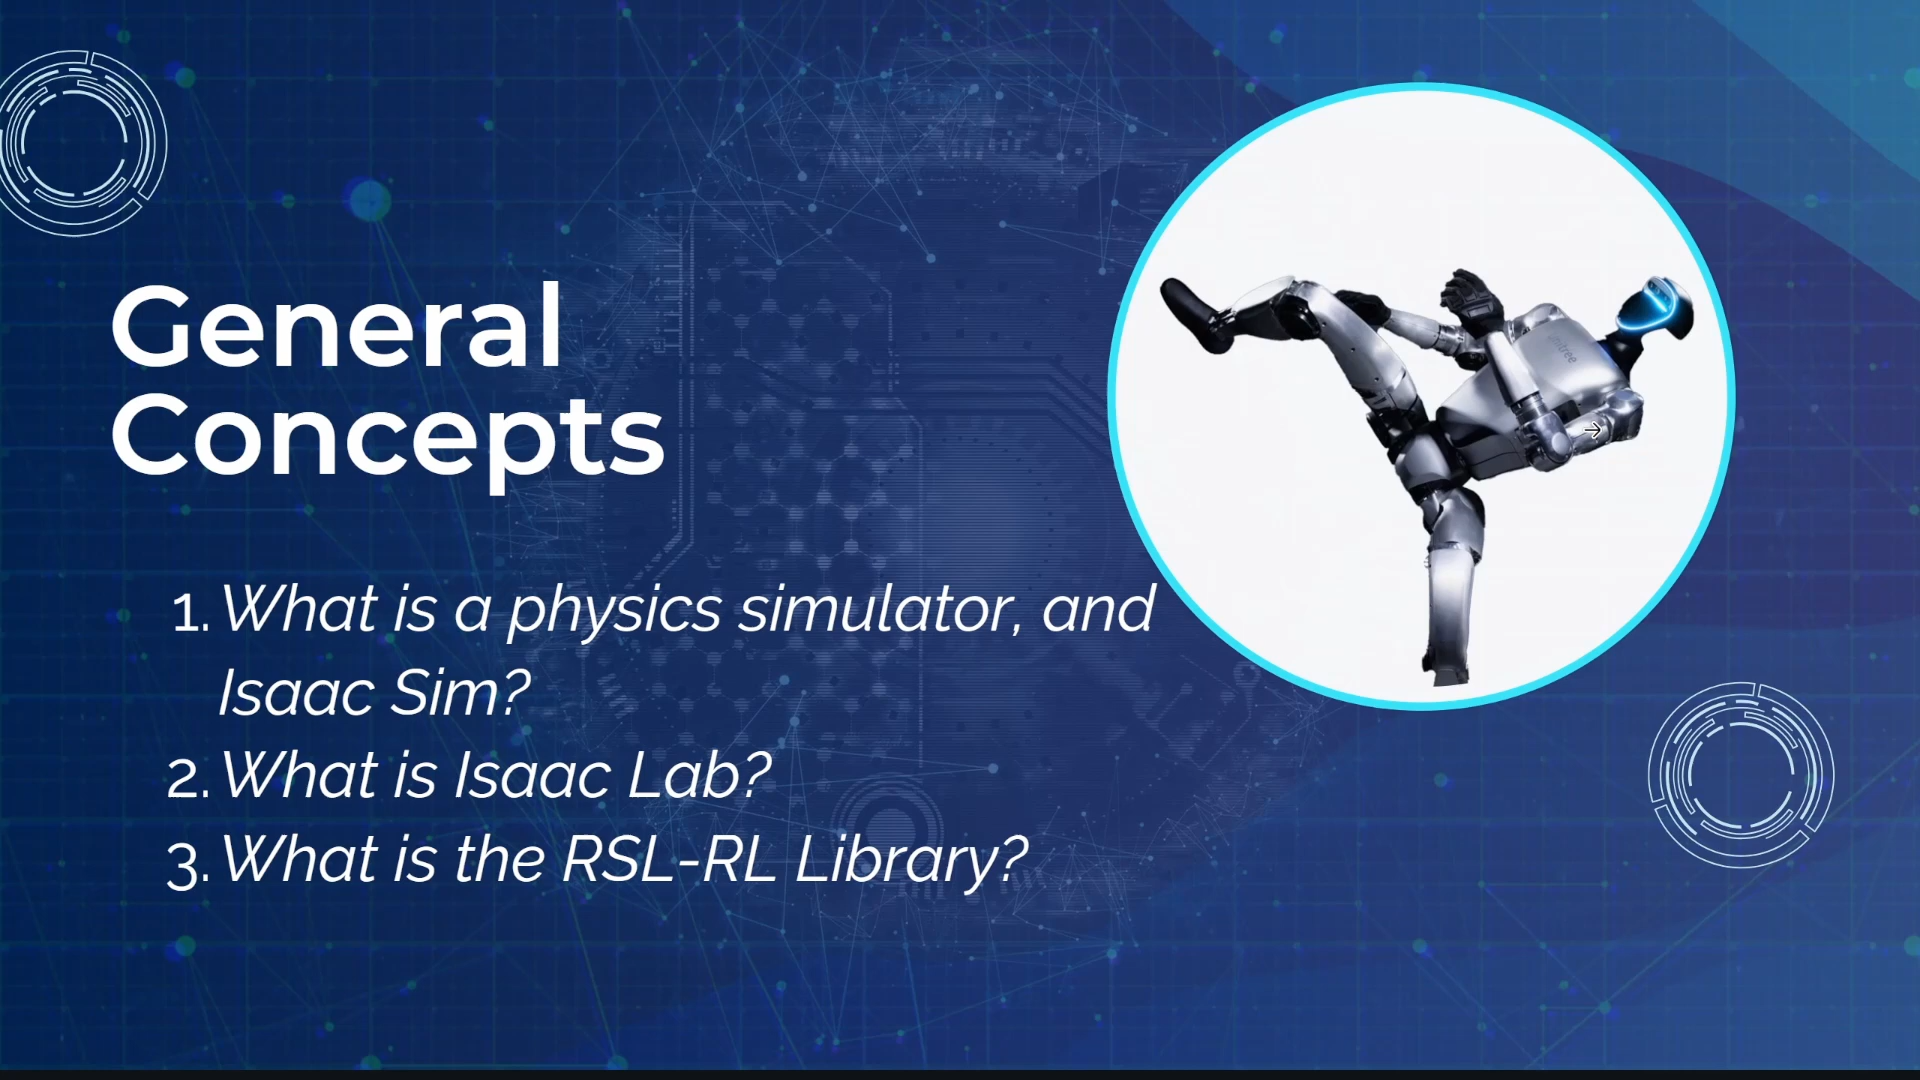 General
Concepts
1. What is a physics simulator, and
Isaac Sim?
2. What is Isaac Lab?
3. What is the RSL-RL Library?
unitree